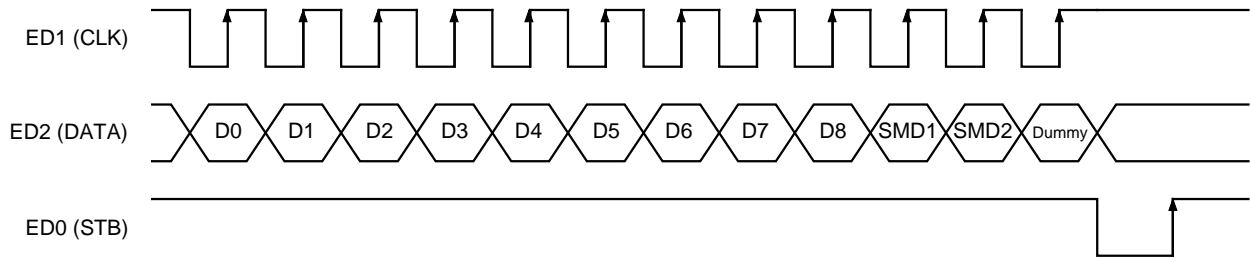 ED1 (CLK)
ED2 (DATA) D0 D1 D2 D3 D4 D5 D6 D7 D8 SMD1 SMD2 Dummy
ED0 (STB)